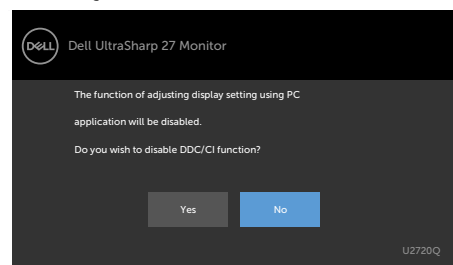 DELL Dell UltraSharp 27 Monitor
The function of adjusting display setting using PC
application will be disabled.
Do you wish to disable DDC/CI function?
Yes No
U2720Q